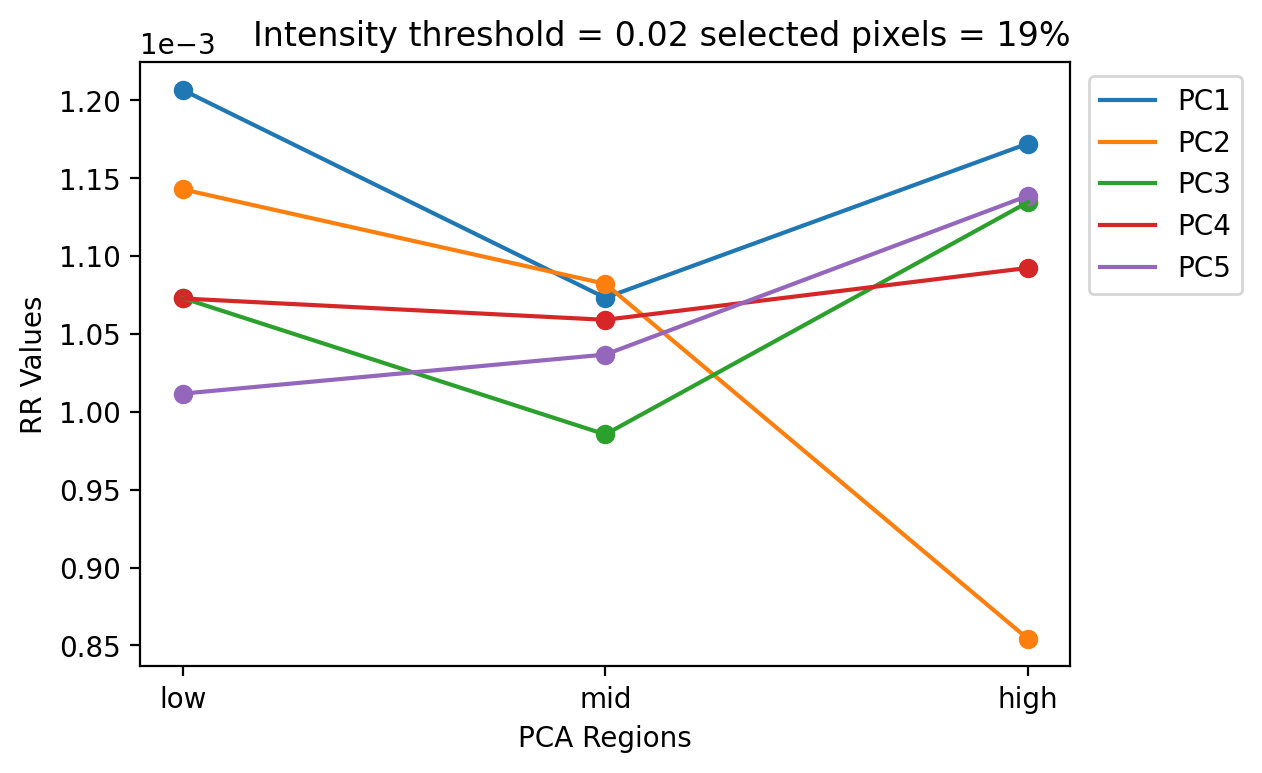 1e−3
Intensity threshold = 0.02 selected pixels = 19%
1.20
1.15
1.10
1.05
1.00
0.95
0.90
0.85
RR Values
low
mid
high
PCA Regions
PC1
PC2
PC3
PC4
PC5